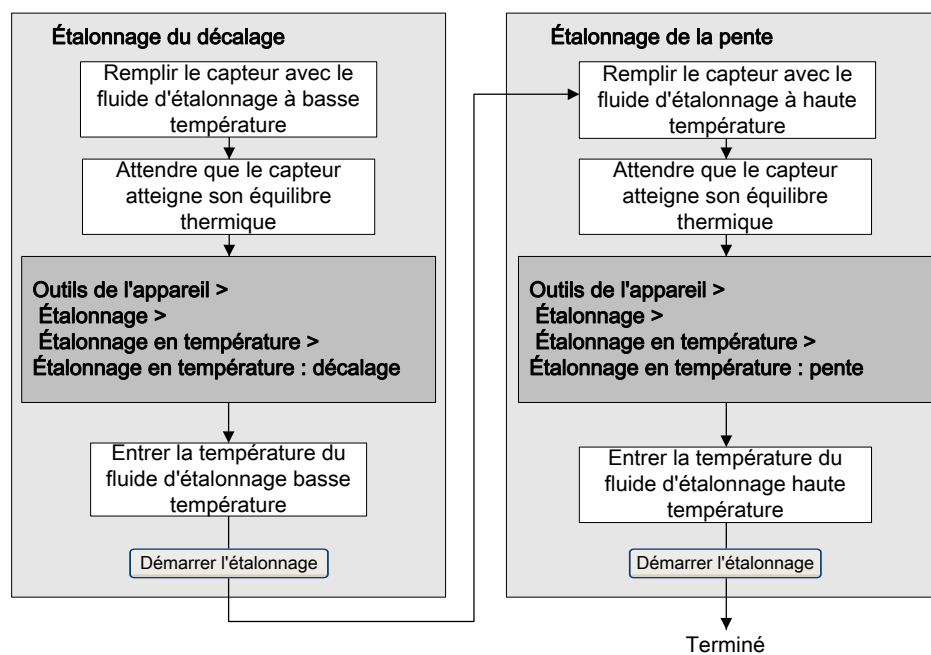 Étalonnage du décalage
Remplir le capteur avec le
fluide d'étalonnage à basse
température
Attendre que le capteur
atteigne son équilibre
thermique
Outils de l'appareil >
Étalonnage >
Étalonnage en température >
Étalonnage en température : décalage
Entrer la température du
fluide d'étalonnage basse
température
Démarrer l'étalonnage
Étalonnage de la pente
Remplir le capteur avec le
fluide d'étalonnage à haute
température
Attendre que le capteur
atteigne son équilibre
thermique
Outils de l'appareil >
Étalonnage >
Étalonnage en température >
Étalonnage en température : pente
Entrer la température du
fluide d'étalonnage haute
température
Démarrer l'étalonnage
Terminé